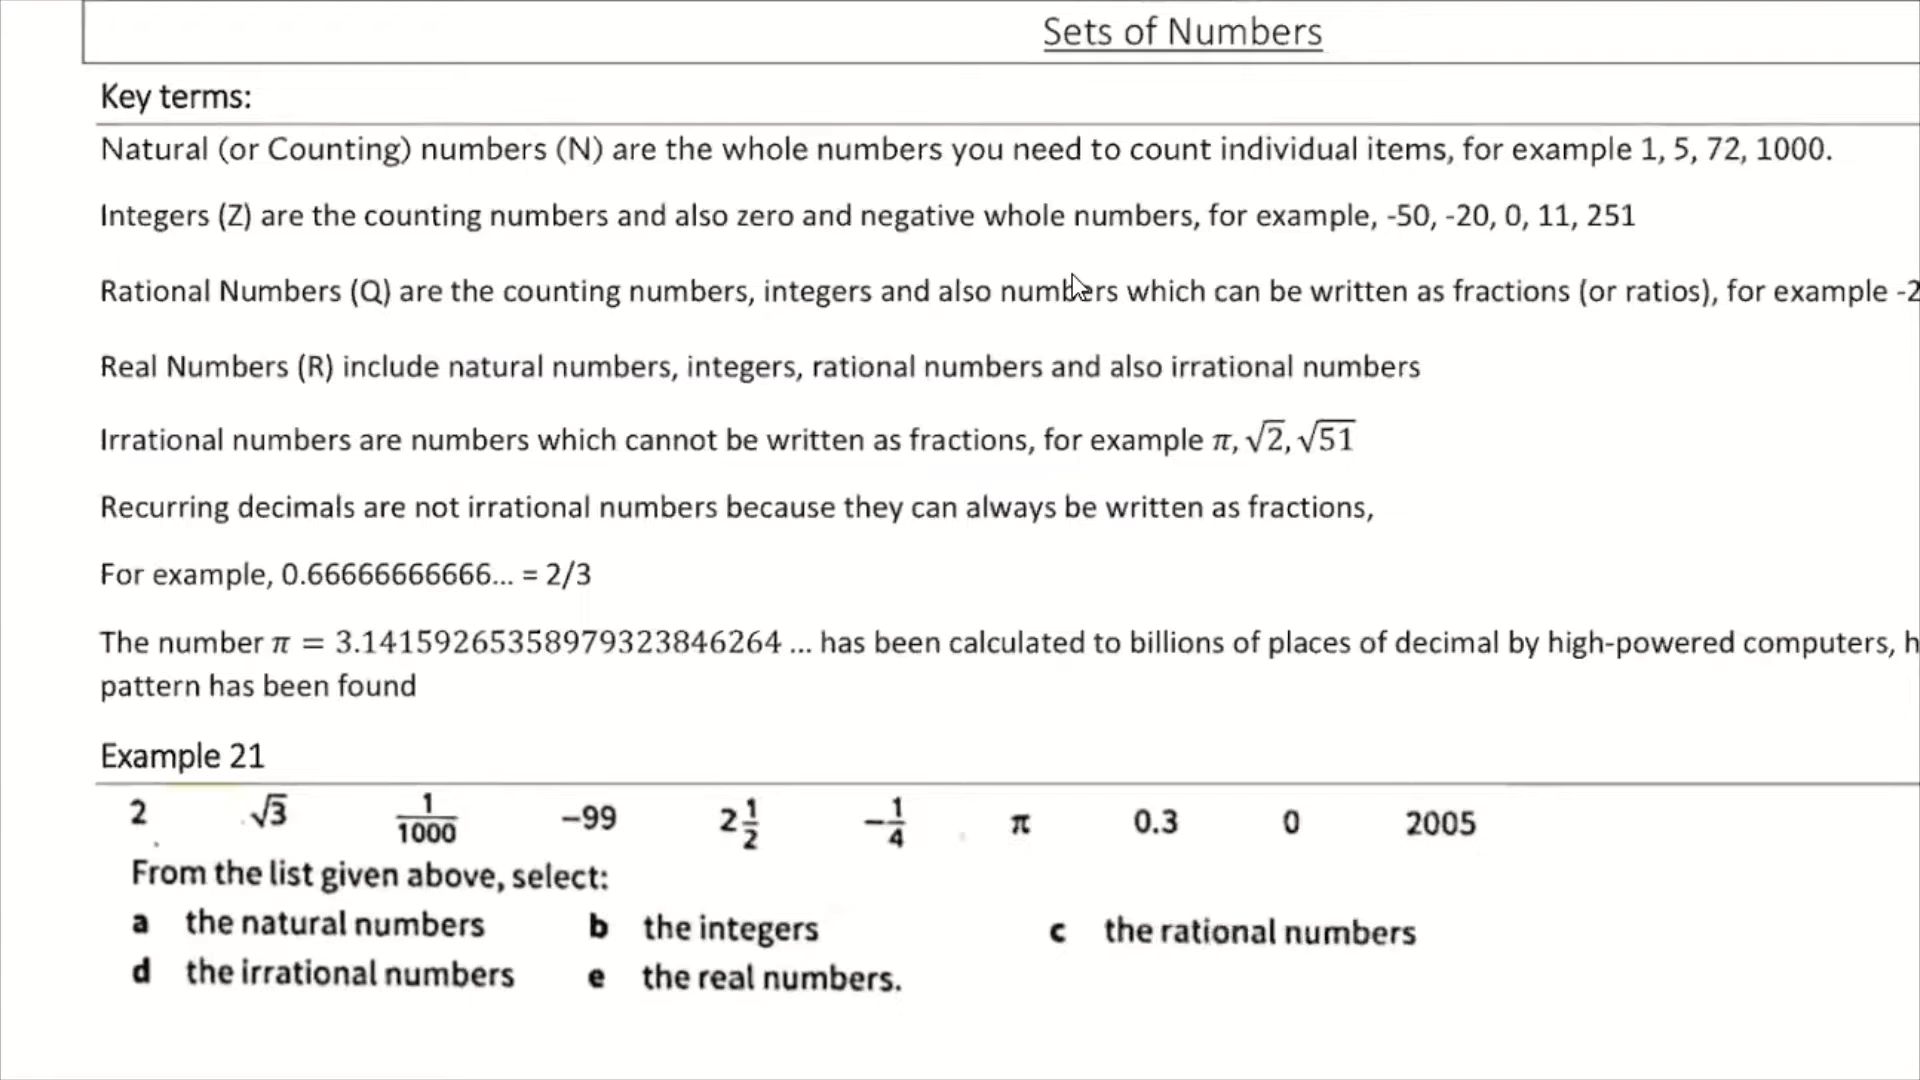 Sets of Numbers
Key terms:
Natural (or Counting) numbers (N) are the whole numbers you need to count individual items, for example 1, 5, 72, 1000.
Integers (Z) are the counting numbers and also zero and negative whole numbers, for example, -50, -20, 0, 11, 251
Rational Numbers (Q) are the counting numbers, integers and also numbers which can be written as fractions (or ratios), for example -2
Real Numbers (R) include natural numbers, integers, rational numbers and also irrational numbers
Irrational numbers are numbers which cannot be written as fractions, for example π, √2, √51
Recurring decimals are not irrational numbers because they can always be written as fractions,
For example, 0.66666666666... = 2/3
The number π = 3.14159265358979323846264 ... has been calculated to billions of places of decimal by high-powered computers, h
pattern has been found
Example 21
2 √3 1/1000 −99 2 1/2 −1/4 π 0.3 0 2005
From the list given above, select:
a the natural numbers b the integers c the rational numbers
d the irrational numbers e the real numbers.